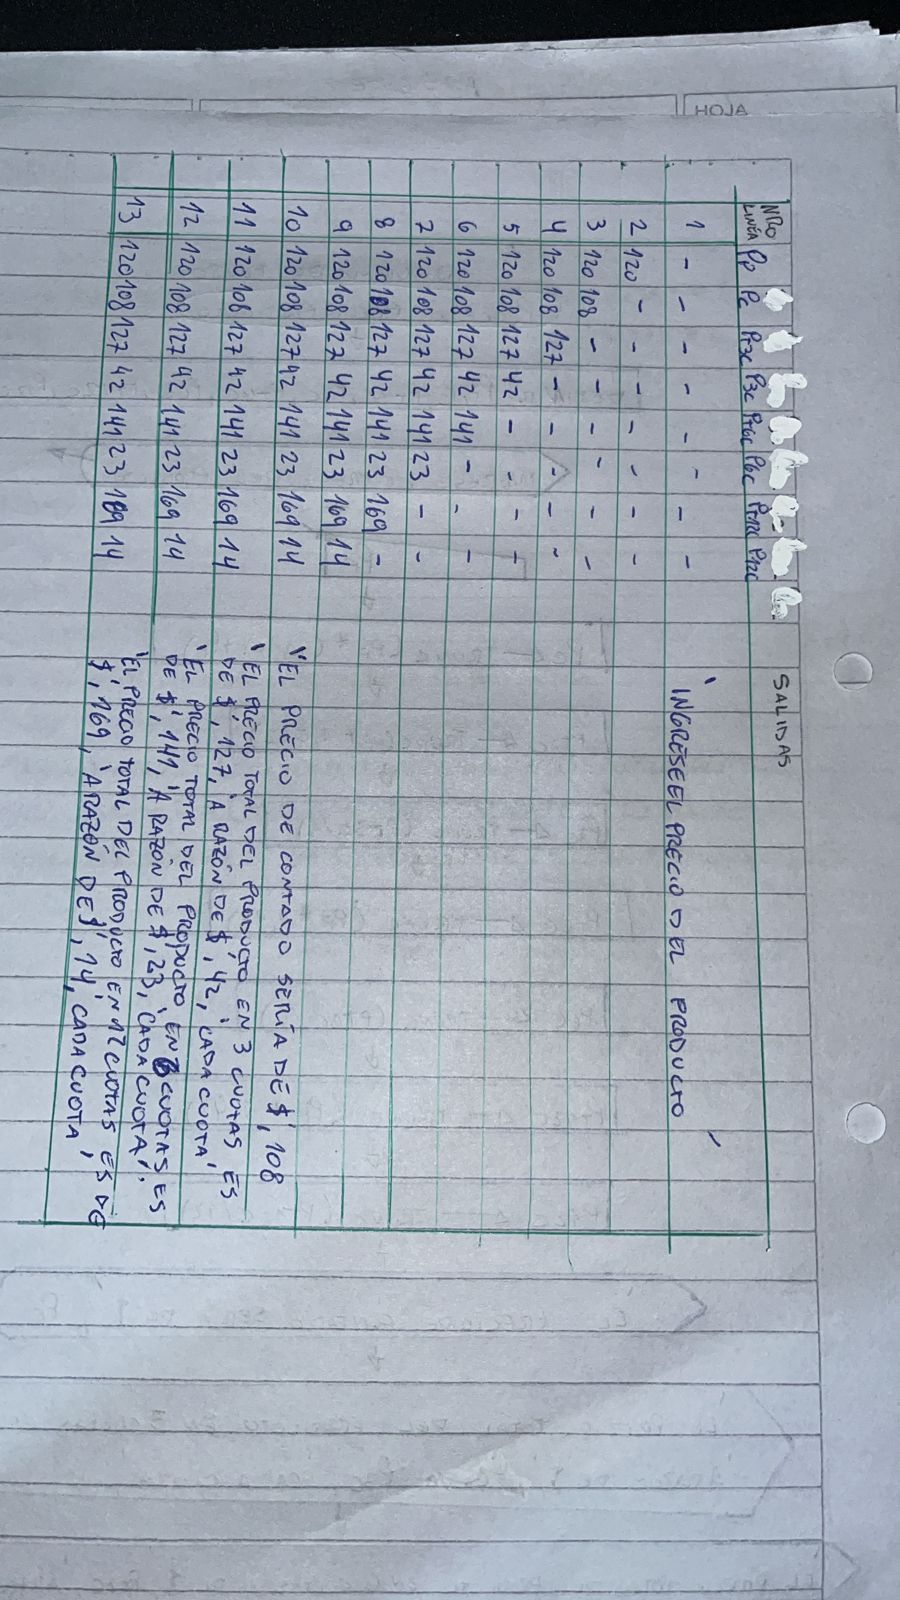 HOJA
NRO LINEA Pp Pc Pt3c P3c Pt6c P6c Pt12c P12c SALIDAS
1 - - - - - - - - "INGRESE EL PRECIO DEL PRODUCTO"
2 120 - - - - - - -
3 120 108 - - - - - -
4 120 108 127 - - - - -
5 120 108 127 42 - - - -
6 120 108 127 42 141 - - -
7 120 108 127 42 141 23 - -
8 120 108 127 42 141 23 169 -
9 120 108 127 42 141 23 169 14
10 120 108 127 42 141 23 169 14 "EL PRECIO DE CONTADO SERÍA DE $', 108
11 120 108 127 42 141 23 169 14 'EL PRECIO TOTAL DEL PRODUCTO EN 3 CUOTAS ES
DE $', 127, 'A RAZÓN DE $, 42, 'CADA CUOTA'
12 120 108 127 42 141 23 169 14 'EL PRECIO TOTAL DEL PRODUCTO EN 6 CUOTAS ES
DE $', 141, 'A RAZÓN DE $, 23, 'CADA CUOTA'.
13 120 108 127 42 141 23 169 14 'EL PRECIO TOTAL DEL PRODUCTO EN 12 CUOTAS ES DE
$', 169, 'A RAZÓN DE $', 14, 'CADA CUOTA'